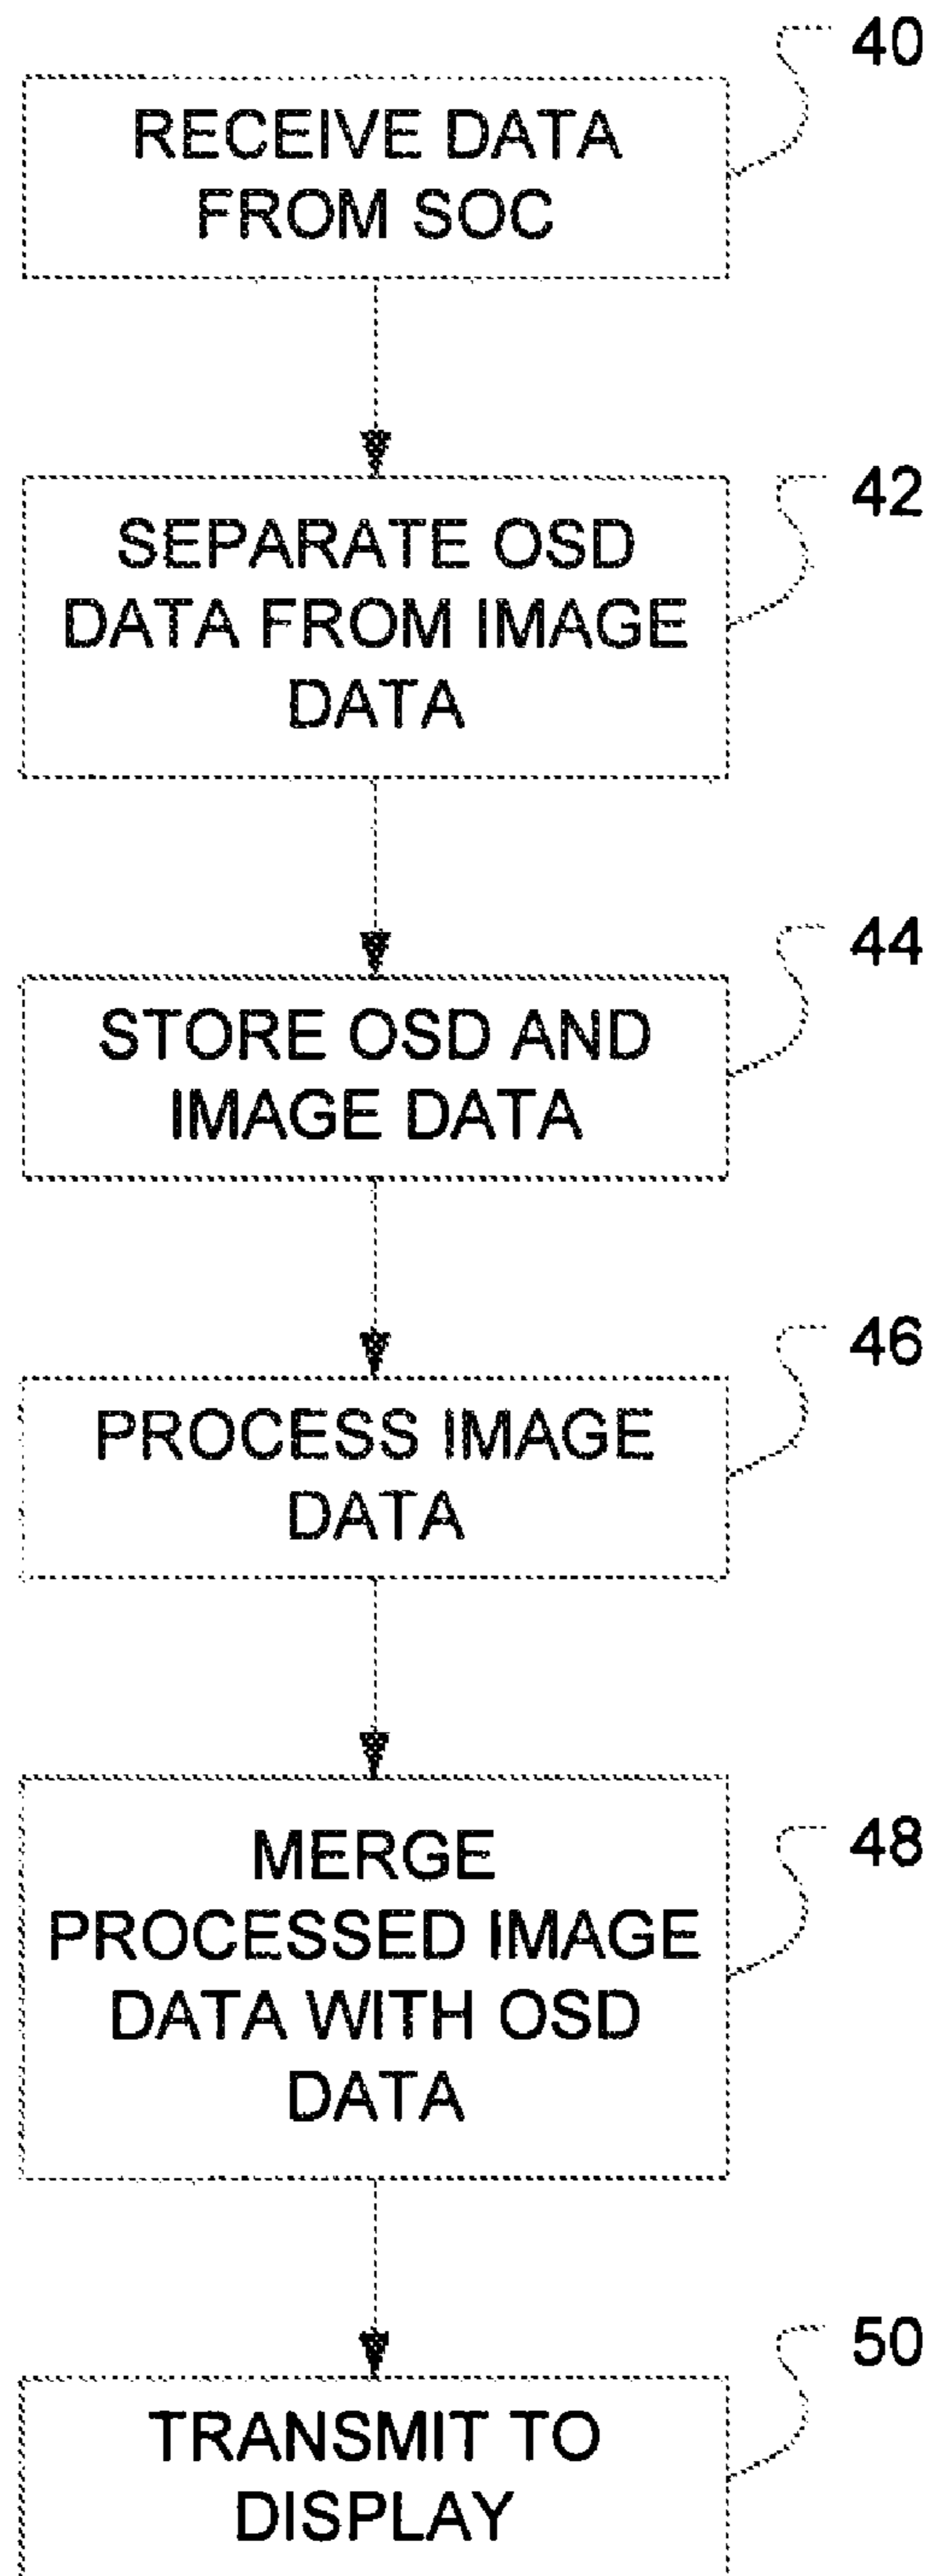 40
RECEIVE DATA
FROM SOC
42
SEPARATE OSD
DATA FROM IMAGE
DATA
44
STORE OSD AND
IMAGE DATA
46
PROCESS IMAGE
DATA
48
MERGE
PROCESSED IMAGE
DATA WITH OSD
DATA
50
TRANSMIT TO
DISPLAY